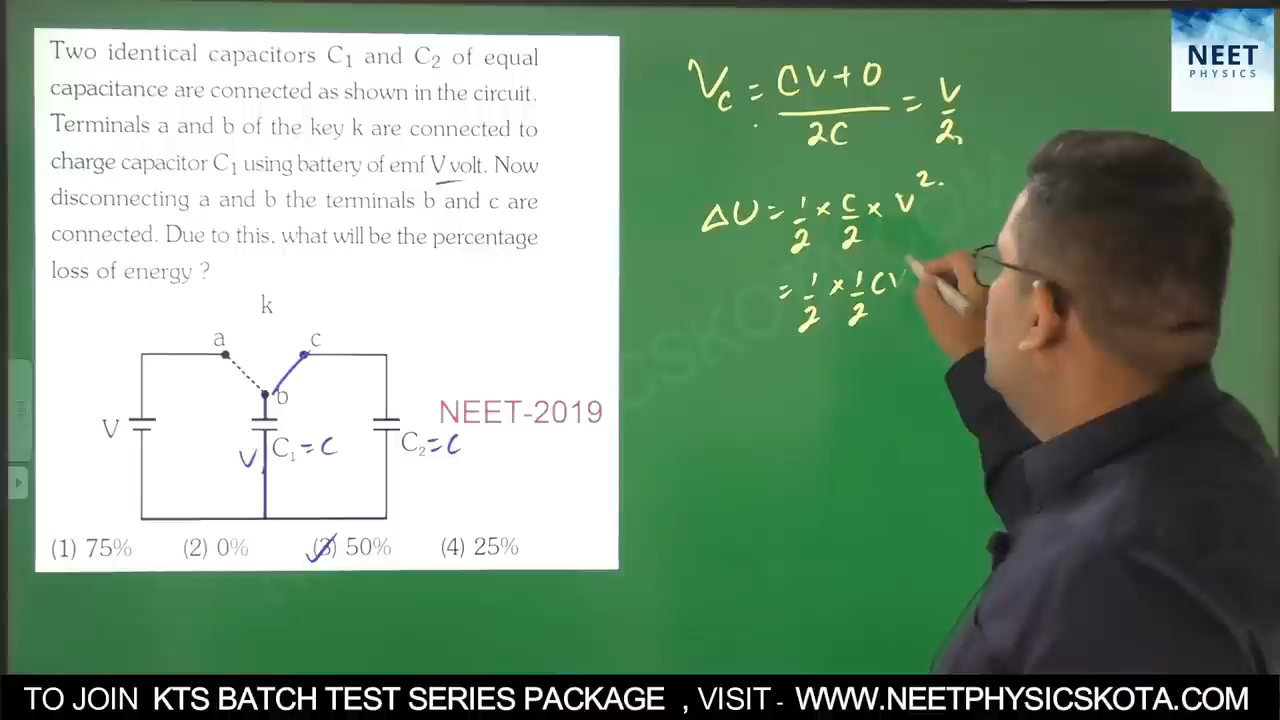 Two identical capacitors C₁ and C₂ of equal
capacitance are connected as shown in the circuit.
Terminals a and b of the key k are connected to
charge capacitor C₁ using battery of emf V volt. Now
disconnecting a and b the terminals b and c are
connected. Due to this, what will be the percentage
loss of energy ?
k
a
c
b
V
V
C₁ = C
C₂ = C
NEET-2019
(1) 75%
(2) 0%
(3) 50%
(4) 25%
V_C = (CV + 0)/2C = V/2
ΔU = 1/2 × C/2 × V²
= 1/2 × 1/2 CV
NEET
PHYSICS
TO JOIN KTS BATCH TEST SERIES PACKAGE , VISIT - WWW.NEETPHYSICSKOTA.COM